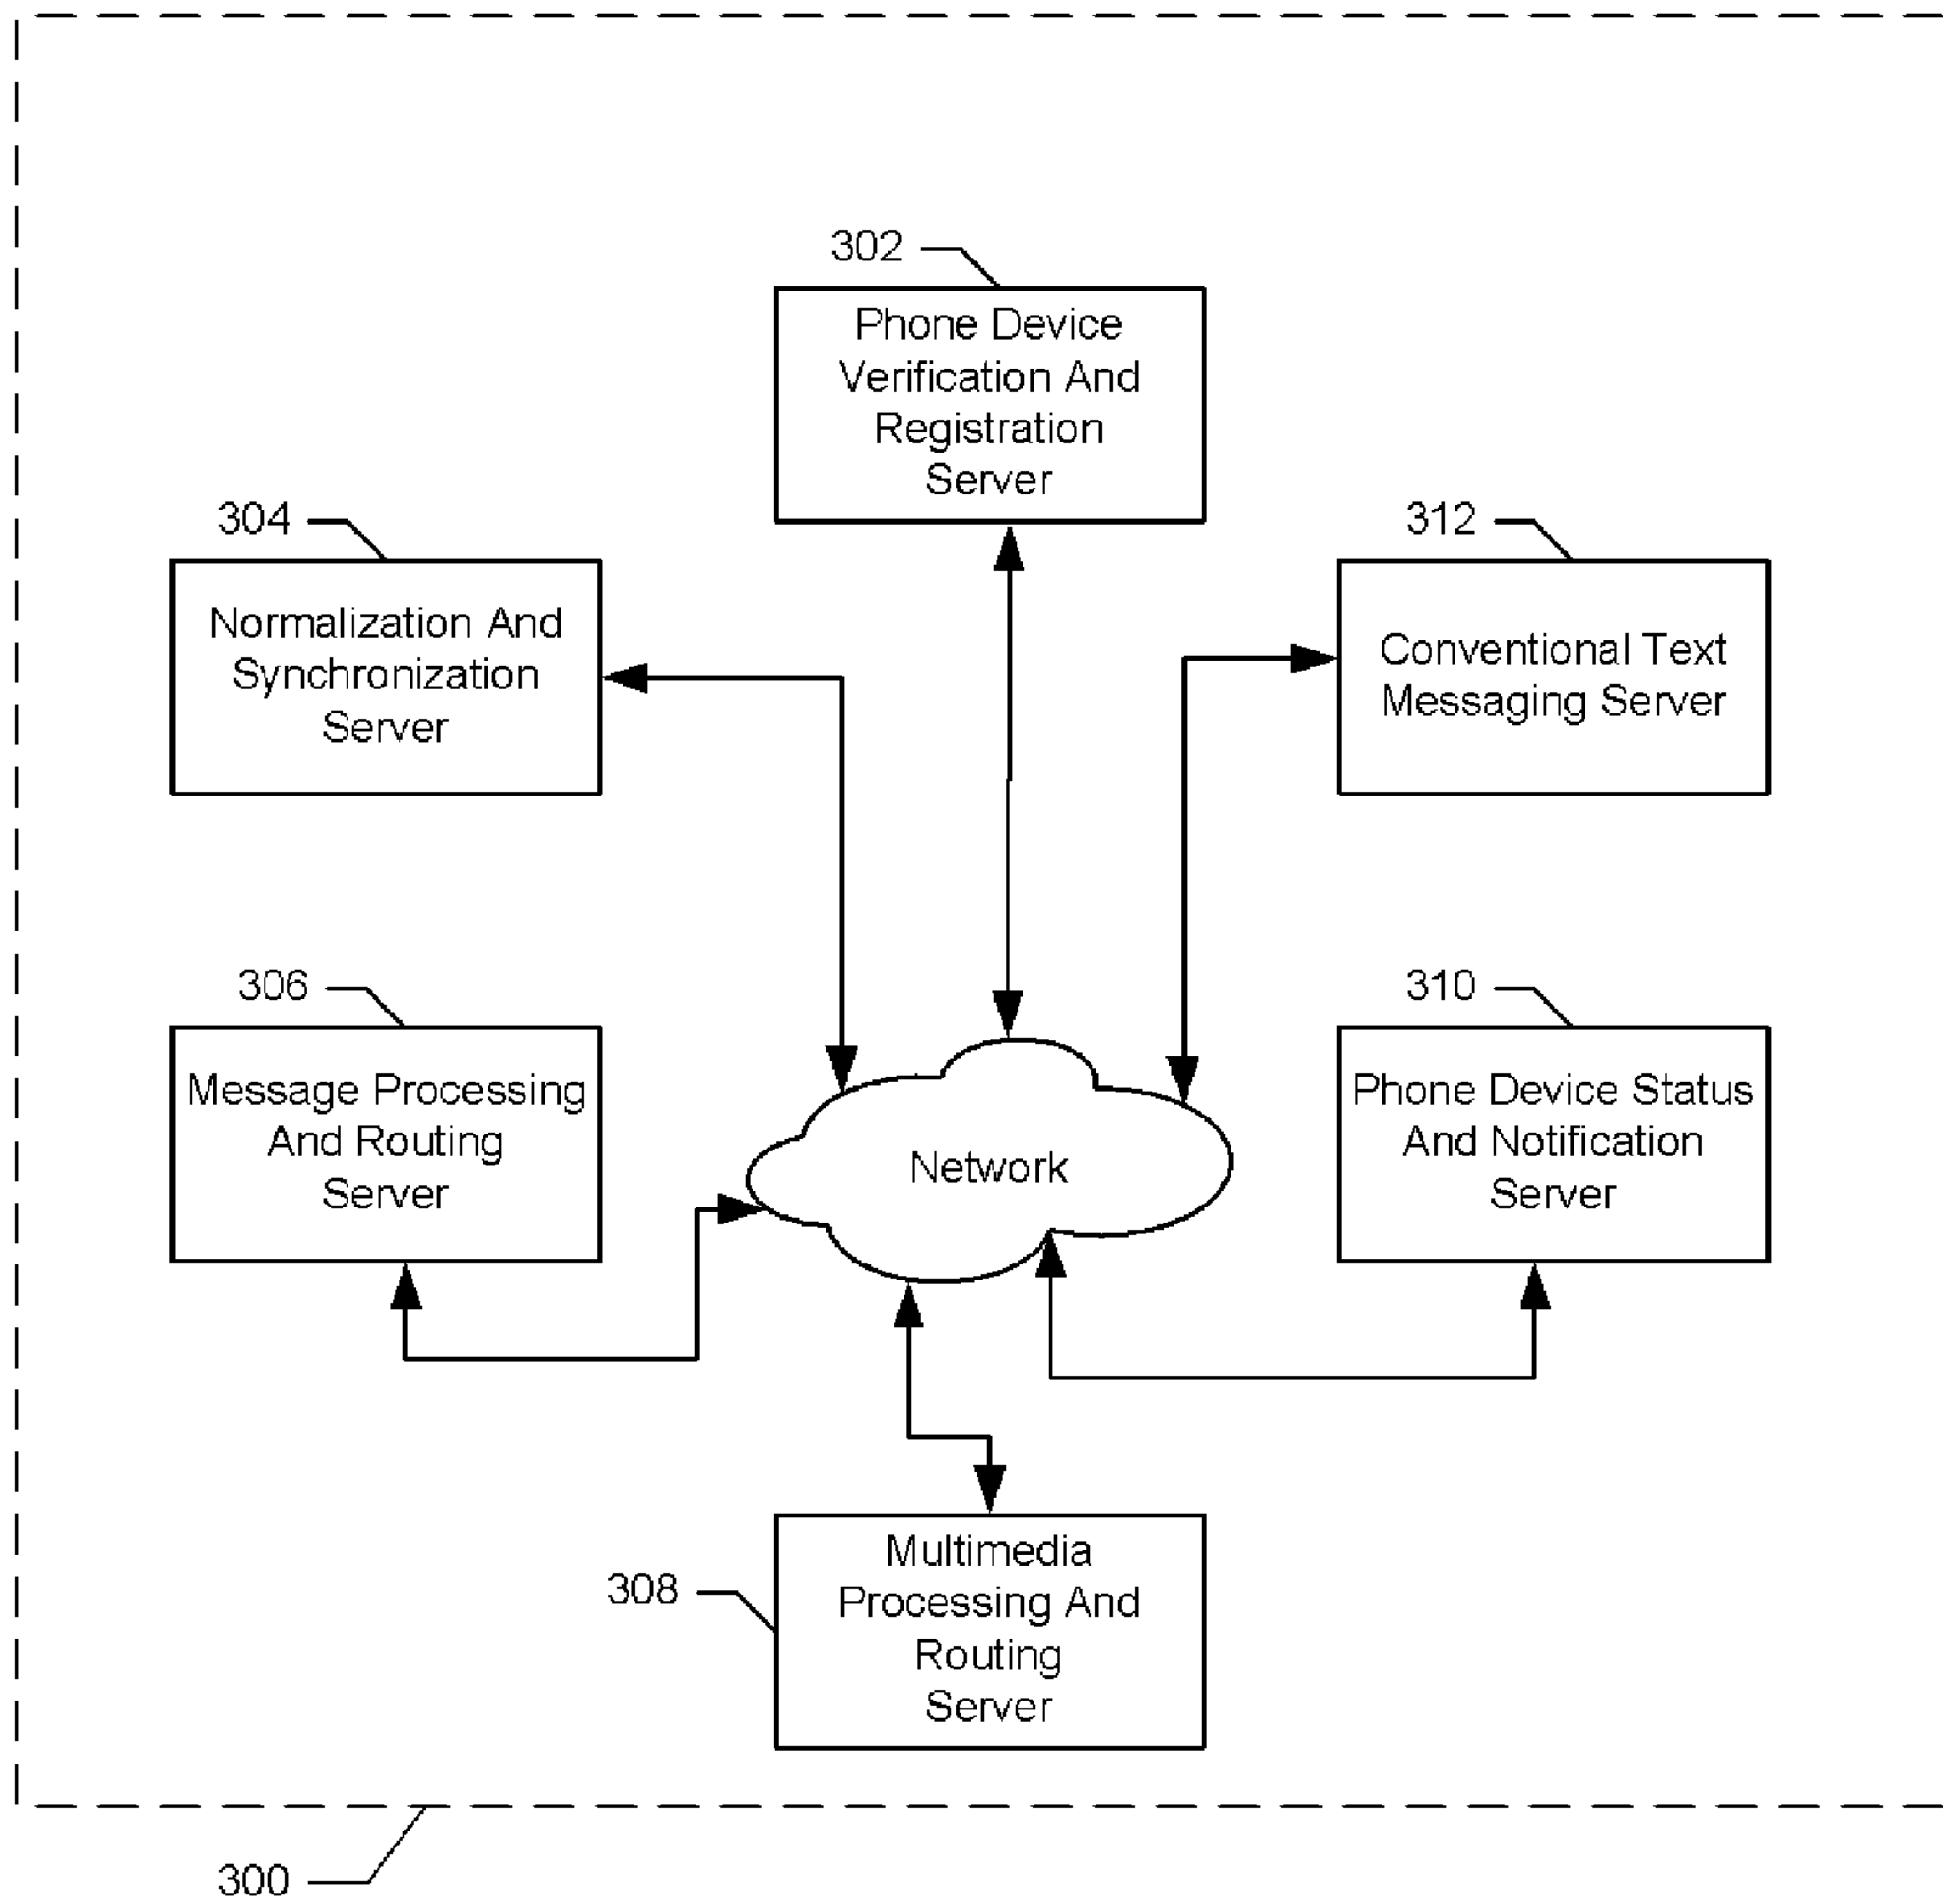 302
Phone Device
Verification And
Registration
Server
304
Normalization And
Synchronization
Server
312
Conventional Text
Messaging Server
306
Message Processing
And Routing
Server
310
Phone Device Status
And Notification
Server
Network
308
Multimedia
Processing And
Routing
Server
300